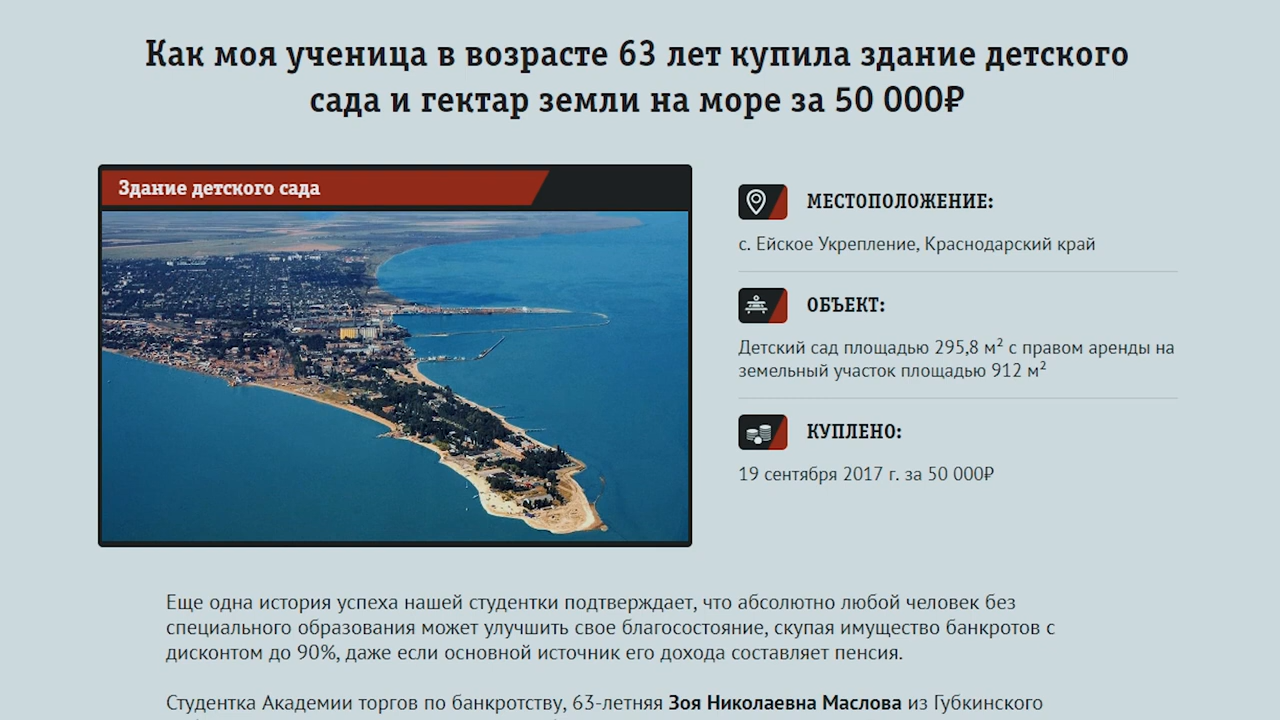 Как моя ученица в возрасте 63 лет купила здание детского
сада и гектар земли на море за 50 000₽
Здание детского сада
МЕСТОПОЛОЖЕНИЕ:
с. Ейское Укрепление, Краснодарский край
ОБЪЕКТ:
Детский сад площадью 295,8 м² с правом аренды на
земельный участок площадью 912 м²
КУПЛЕНО:
19 сентября 2017 г. за 50 000₽
Еще одна история успеха нашей студентки подтверждает, что абсолютно любой человек без
специального образования может улучшить свое благосостояние, скупая имущество банкротов с
дисконтом до 90%, даже если основной источник его дохода составляет пенсия.
Студентка Академии торгов по банкротству, 63-летняя Зоя Николаевна Маслова из Губкинского